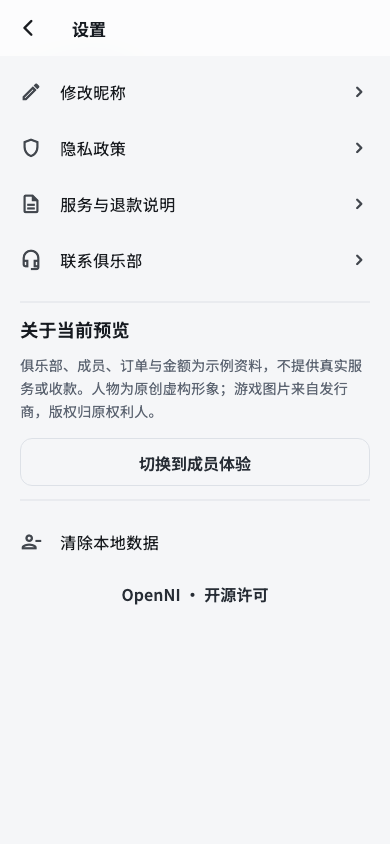 设置
修改昵称
隐私政策
服务与退款说明
联系俱乐部
关于当前预览
俱乐部、成员、订单与金额为示例资料，不提供真实服
务或收款。人物为原创虚构形象；游戏图片来自发行
商，版权归原权利人。
切换到成员体验
清除本地数据
OpenNI · 开源许可